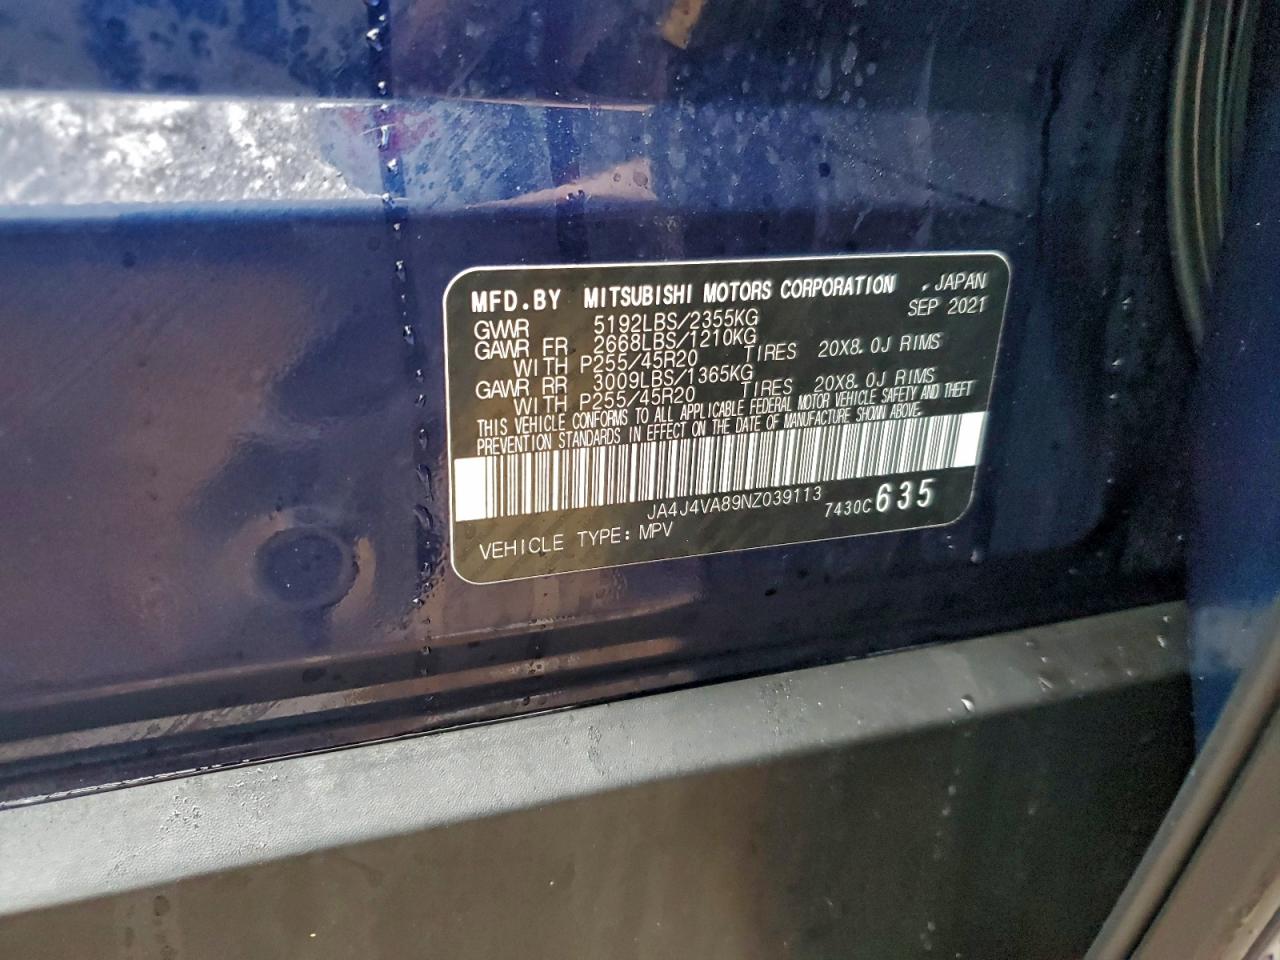 MFD.BY MITSUBISHI MOTORS CORPORATION , JAPAN
SEP 2021
GVWR 5192LBS/2355KG
GAWR FR 2668LBS/1210KG
WITH P255/45R20 TIRES 20X8.0J RIMS
GAWR RR 3009LBS/1365KG
WITH P255/45R20 TIRES 20X8.0J RIMS
THIS VEHICLE CONFORMS TO ALL APPLICABLE FEDERAL MOTOR VEHICLE SAFETY AND THEFT
PREVENTION STANDARDS IN EFFECT ON THE DATE OF MANUFACTURE SHOWN ABOVE.
JA4J4VA89NZ039113
7430C 635
VEHICLE TYPE: MPV